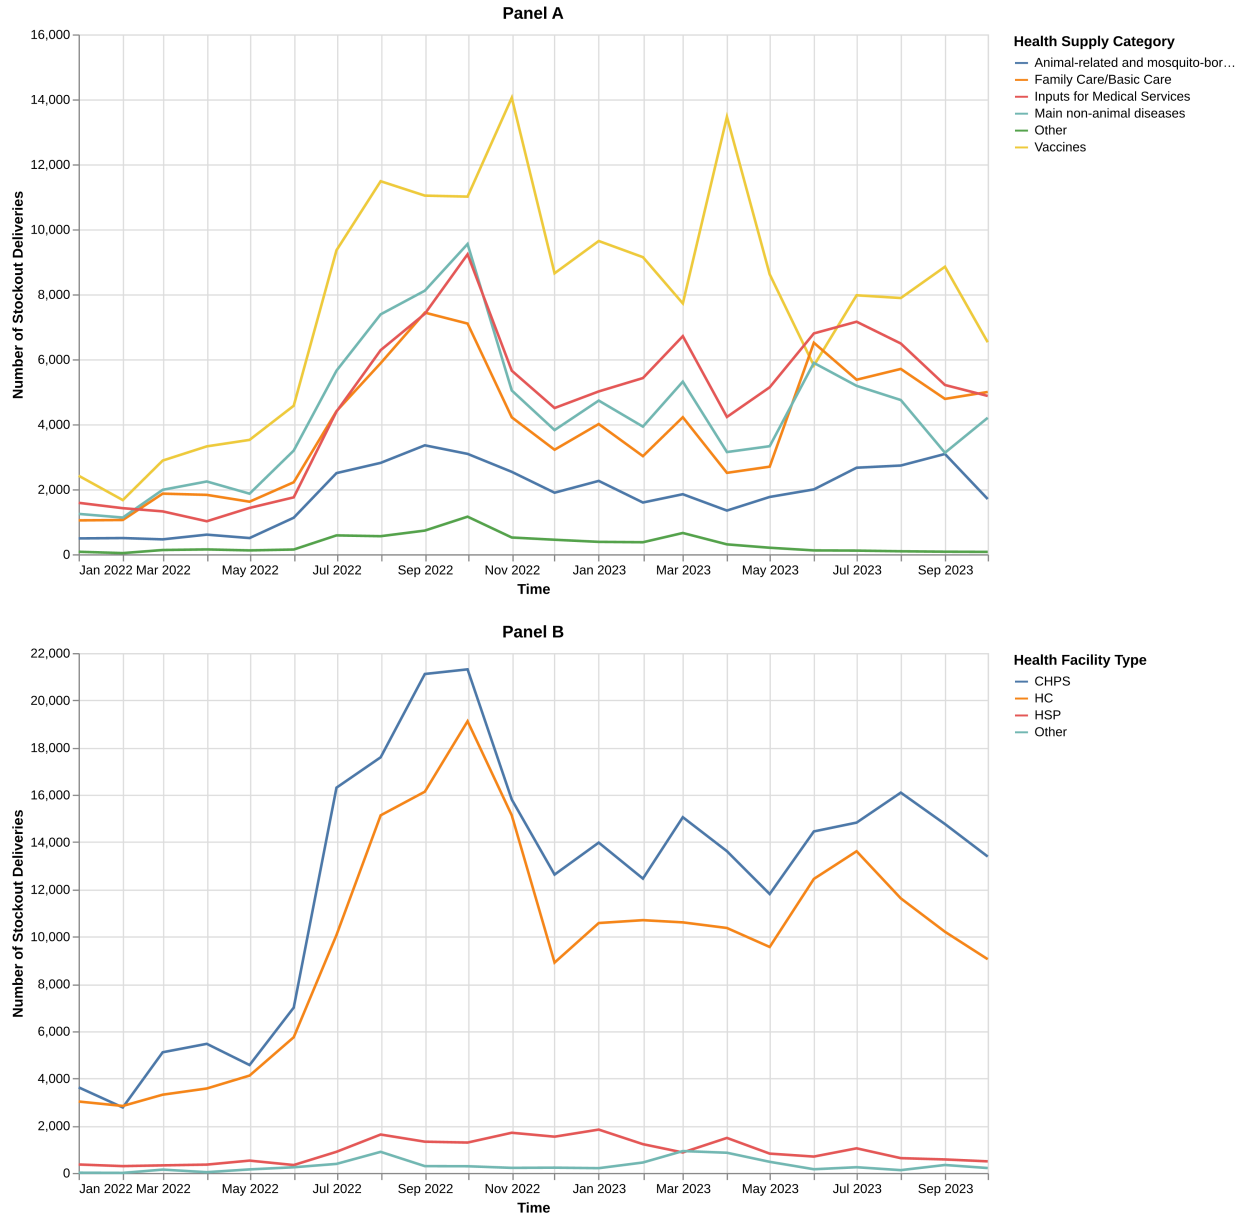 Panel A
16,000
14,000
12,000
10,000
8,000
6,000
4,000
2,000
0
Number of Stockout Deliveries
Jan 2022 Mar 2022 May 2022 Jul 2022 Sep 2022 Nov 2022 Jan 2023 Mar 2023 May 2023 Jul 2023 Sep 2023
Time
Health Supply Category
Animal-related and mosquito-bor…
Family Care/Basic Care
Inputs for Medical Services
Main non-animal diseases
Other
Vaccines
Panel B
22,000
20,000
18,000
16,000
14,000
12,000
10,000
8,000
6,000
4,000
2,000
0
Number of Stockout Deliveries
Jan 2022 Mar 2022 May 2022 Jul 2022 Sep 2022 Nov 2022 Jan 2023 Mar 2023 May 2023 Jul 2023 Sep 2023
Time
Health Facility Type
CHPS
HC
HSP
Other